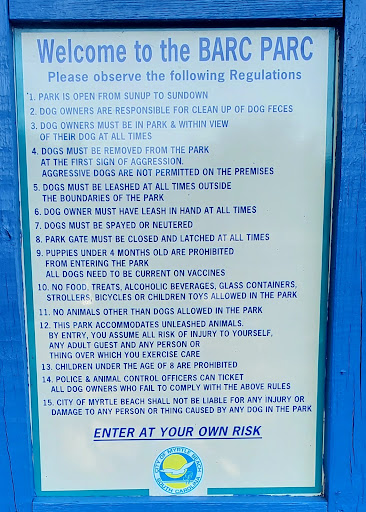 Welcome to the BARC PARC
Please observe the following Regulations
1. PARK IS OPEN FROM SUNUP TO SUNDOWN
2. DOG OWNERS ARE RESPONSIBLE FOR CLEAN UP OF DOG FECES
3. DOG OWNERS MUST BE IN PARK & WITHIN VIEW
OF THEIR DOG AT ALL TIMES
4. DOGS MUST BE REMOVED FROM THE PARK
AT THE FIRST SIGN OF AGGRESSION.
AGGRESSIVE DOGS ARE NOT PERMITTED ON THE PREMISES
5. DOGS MUST BE LEASHED AT ALL TIMES OUTSIDE
THE BOUNDARIES OF THE PARK
6. DOG OWNER MUST HAVE LEASH IN HAND AT ALL TIMES
7. DOGS MUST BE SPAYED OR NEUTERED
8. PARK GATE MUST BE CLOSED AND LATCHED AT ALL TIMES
9. PUPPIES UNDER 4 MONTHS OLD ARE PROHIBITED
FROM ENTERING THE PARK
ALL DOGS NEED TO BE CURRENT ON VACCINES
10. NO FOOD, TREATS, ALCOHOLIC BEVERAGES, GLASS CONTAINERS,
STROLLERS, BICYCLES OR CHILDREN TOYS ALLOWED IN THE PARK
11. NO ANIMALS OTHER THAN DOGS ALLOWED IN THE PARK
12. THIS PARK ACCOMMODATES UNLEASHED ANIMALS.
BY ENTRY, YOU ASSUME ALL RISK OF INJURY TO YOURSELF,
ANY ADULT GUEST AND ANY PERSON OR
THING OVER WHICH YOU EXERCISE CARE
13. CHILDREN UNDER THE AGE OF 8 ARE PROHIBITED
14. POLICE & ANIMAL CONTROL OFFICERS CAN TICKET
ALL DOG OWNERS WHO FAIL TO COMPLY WITH THE ABOVE RULES
15. CITY OF MYRTLE BEACH SHALL NOT BE LIABLE FOR ANY INJURY OR
DAMAGE TO ANY PERSON OR THING CAUSED BY ANY DOG IN THE PARK
ENTER AT YOUR OWN RISK
CITY OF MYRTLE BEACH
SOUTH CAROLINA